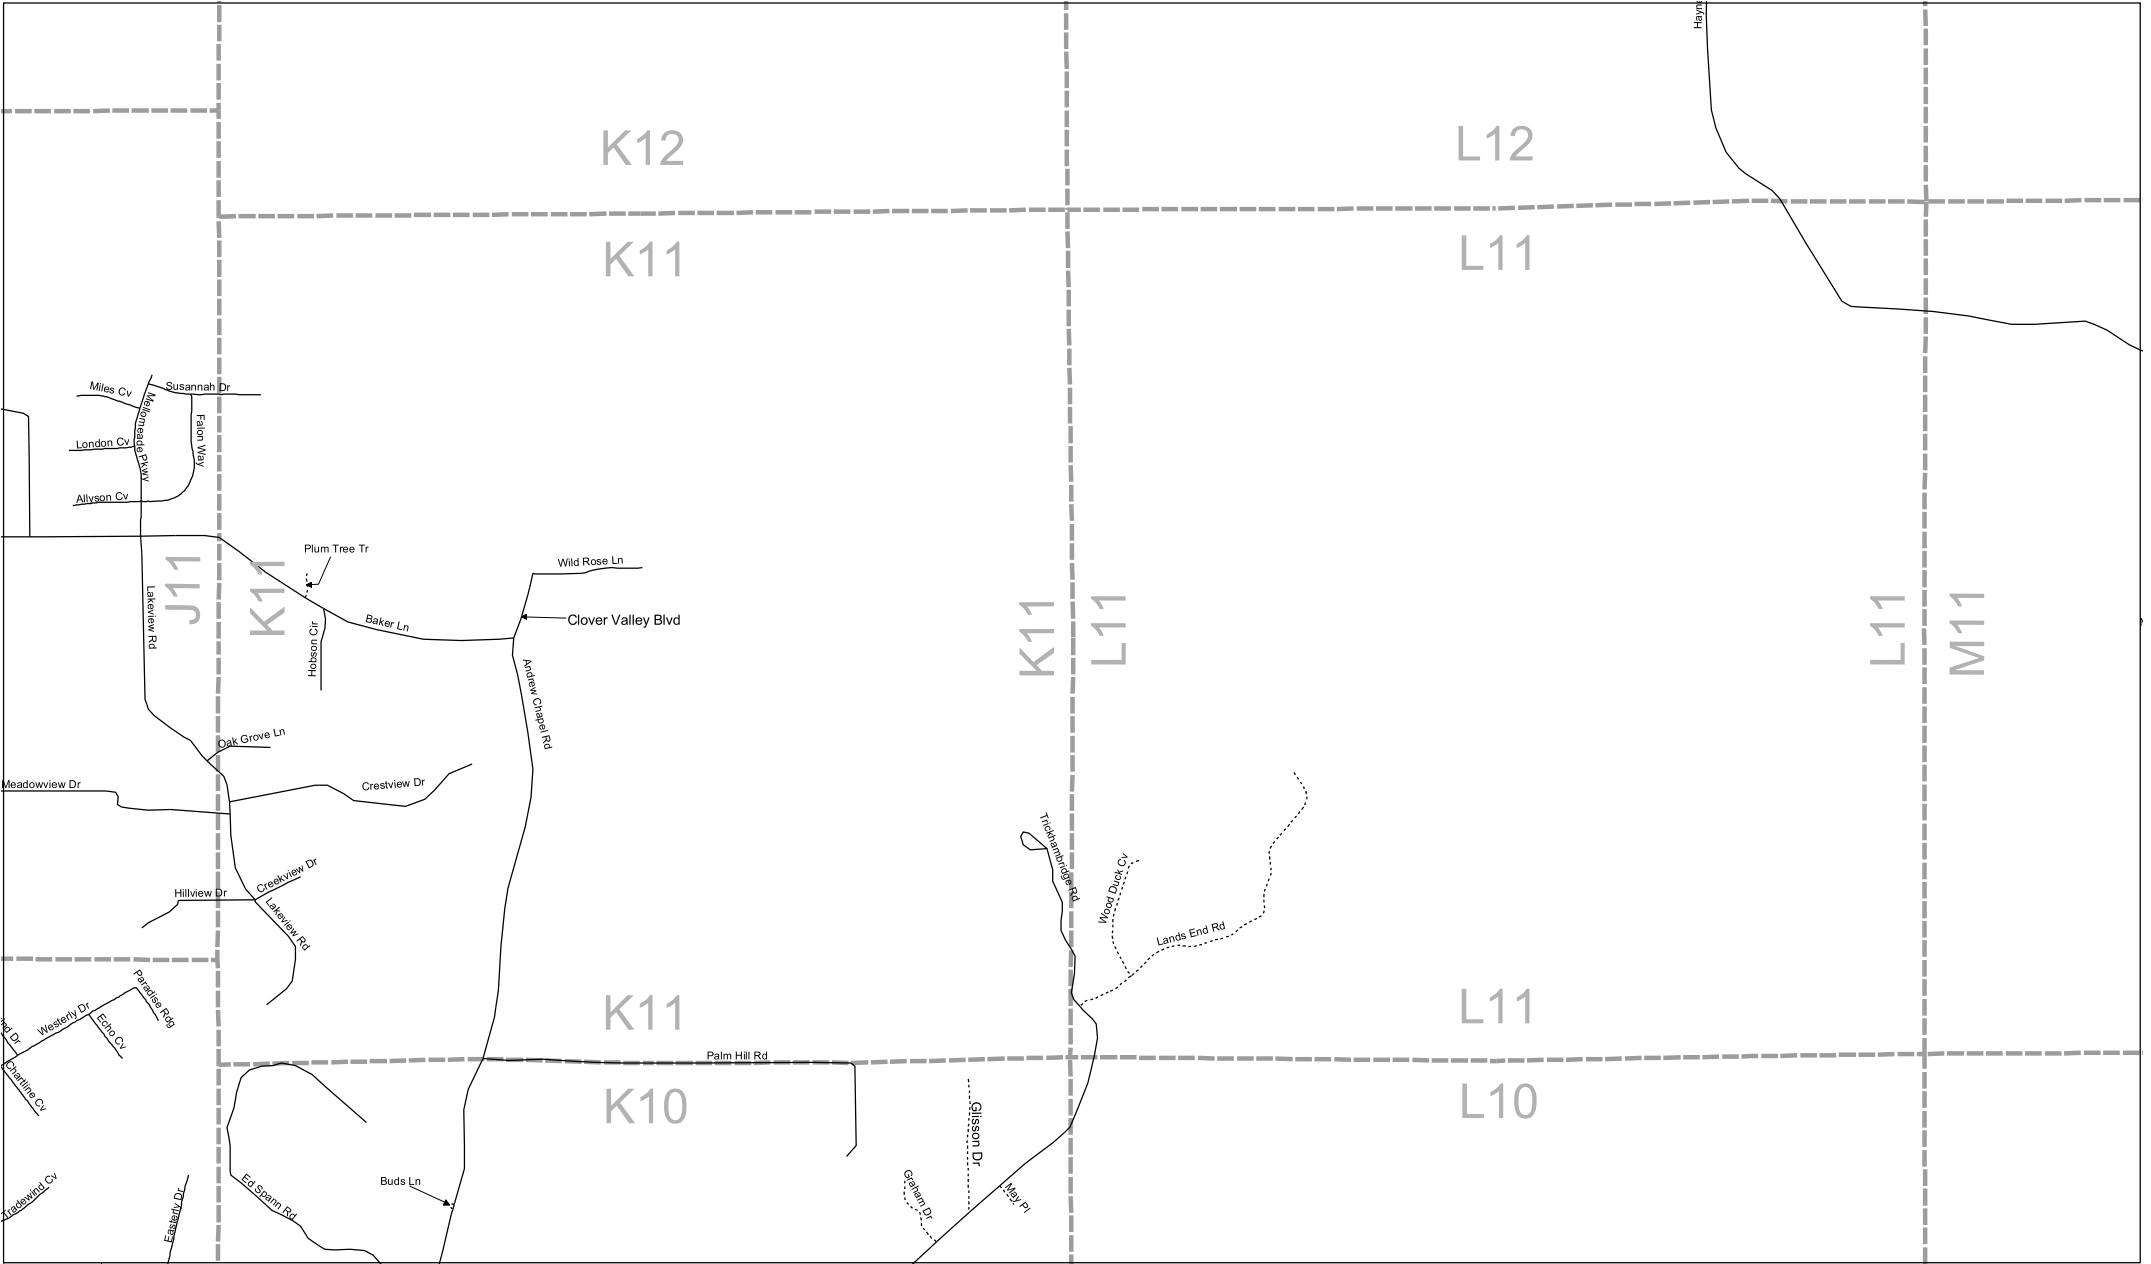 Hayn
K12
L12
K11
L11
Miles Cv
Susannah Dr
Mellomeade Pkwy
Falon Way
London Cv
Allyson Cv
Plum Tree Tr
Wild Rose Ln
J11
K11
Lakeview Rd
Hobson Cir
Baker Ln
Clover Valley Blvd
K11
L11
L11
M11
Andrew Chapel Rd
Oak Grove Ln
Meadowview Dr
Crestview Dr
Trickhambridge Rd
Wood Duck Cv
Creekview Dr
Hillview Dr
Lakeview Rd
Lands End Rd
Paradise Rdg
Westerly Dr
Echo Cv
nd Dr
K11
L11
Palm Hill Rd
Chartline Cv
K10
L10
Glisson Dr
Graham Dr
May Pl
Buds Ln
Ed Spann Rd
Tradewind Cv
Easterly Dr